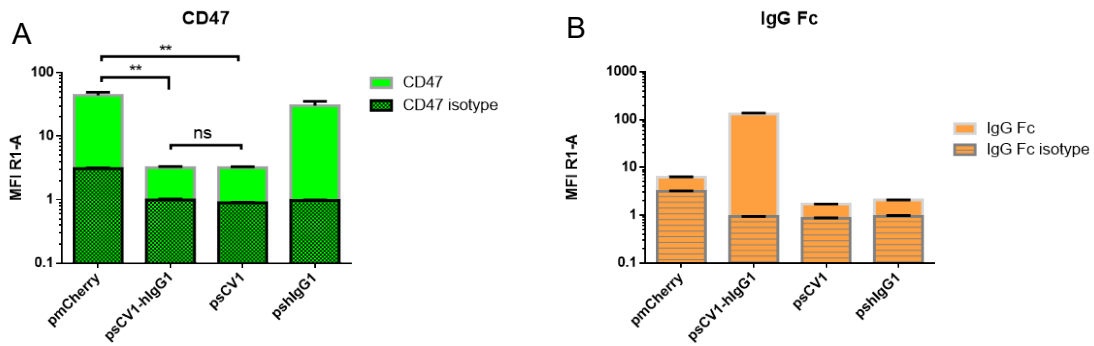 A
CD47
**
**
ns
100
10
1
0.1
MFI R1-A
pmCherry
psCV1-hIgG1
psCV1
pshIgG1
CD47
CD47 isotype
B
IgG Fc
1000
100
10
1
0.1
MFI R1-A
pmCherry
psCV1-hIgG1
psCV1
pshIgG1
IgG Fc
IgG Fc isotype